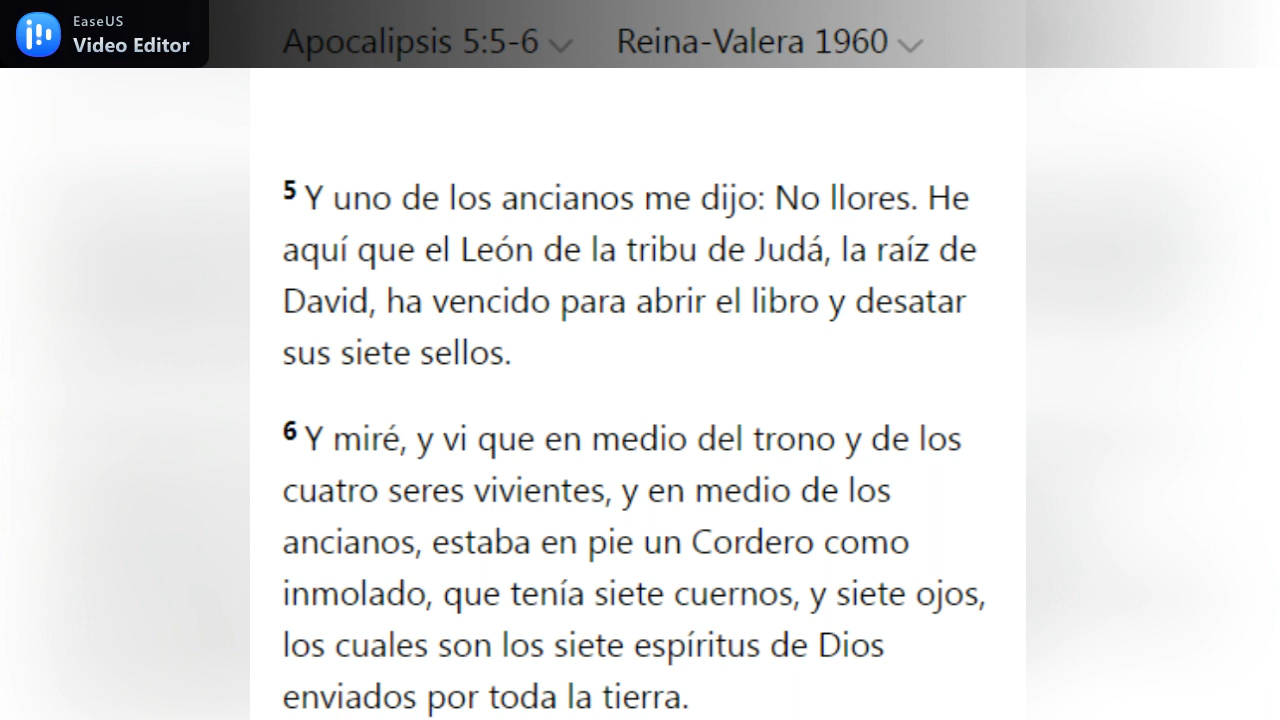 EaseUS
Video Editor
Apocalipsis 5:5-6 Reina-Valera 1960
5 Y uno de los ancianos me dijo: No llores. He
aquí que el León de la tribu de Judá, la raíz de
David, ha vencido para abrir el libro y desatar
sus siete sellos.
6 Y miré, y vi que en medio del trono y de los
cuatro seres vivientes, y en medio de los
ancianos, estaba en pie un Cordero como
inmolado, que tenía siete cuernos, y siete ojos,
los cuales son los siete espíritus de Dios
enviados por toda la tierra.